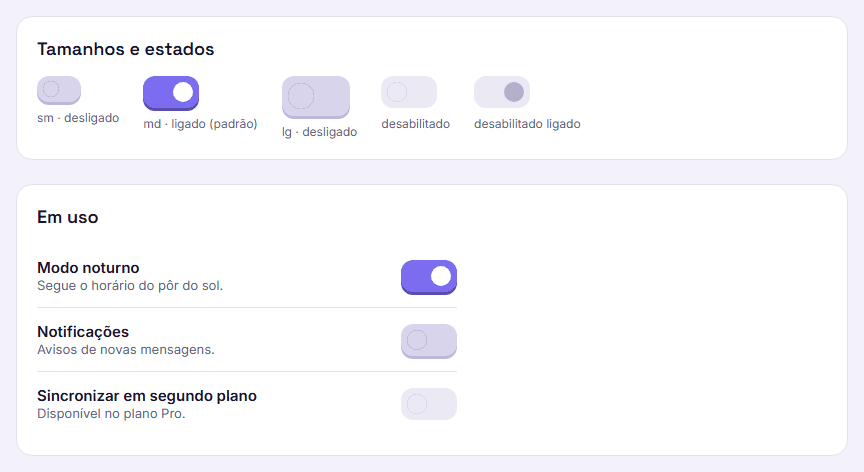 Tamanhos e estados
sm · desligado
md · ligado (padrão)
lg · desligado
desabilitado
desabilitado ligado
Em uso
Modo noturno
Segue o horário do pôr do sol.
Notificações
Avisos de novas mensagens.
Sincronizar em segundo plano
Disponível no plano Pro.